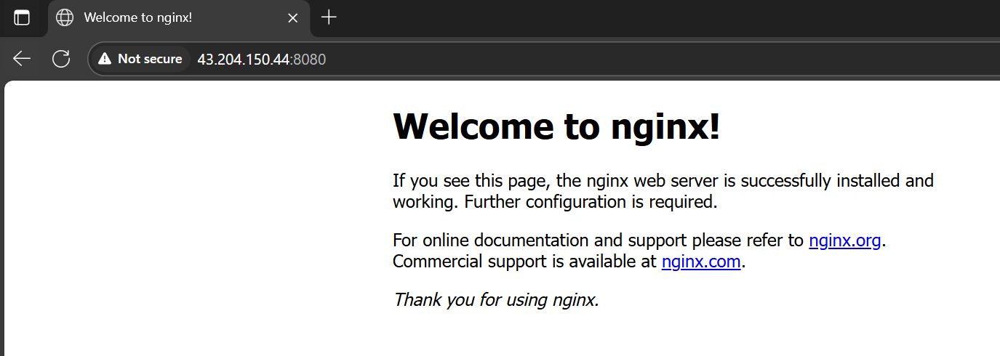 Welcome to nginx!
Not secure 43.204.150.44:8080
Welcome to nginx!
If you see this page, the nginx web server is successfully installed and
working. Further configuration is required.
For online documentation and support please refer to nginx.org.
Commercial support is available at nginx.com.
Thank you for using nginx.